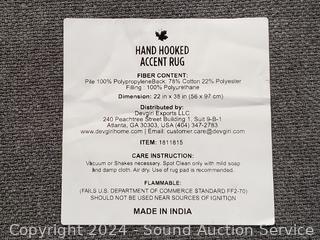 HAND HOOKED
ACCENT RUG
FIBER CONTENT:
Pile 100% PolypropyleneBack: 78% Cotton 22% Polyester
Filling : 100% Polyurethane
Dimension: 22 in x 38 in (56 x 97 cm)
Distributed by:
Devgiri Exports LLC
240 Peachtree Street Building 1, Suit 9-B-1
Atlanta, GA 30303, USA (404) 347-2783
www.devgirihome.com | Email: customer.care@devgiri.com
ITEM: 1811815
CARE INSTRUCTION:
Vacuum or Shakes necessary. Spot Clean only with mild soap
and damp cloth. Air dry. Use of rug pad is recommended.
FLAMMABLE:
(FAILS U.S. DEPARTMENT OF COMMERCE STANDARD FF2-70)
SHOULD NOT BE USED NEAR SOURCES OF IGNITION
MADE IN INDIA
Copyright 2024 - Sound Auction Service